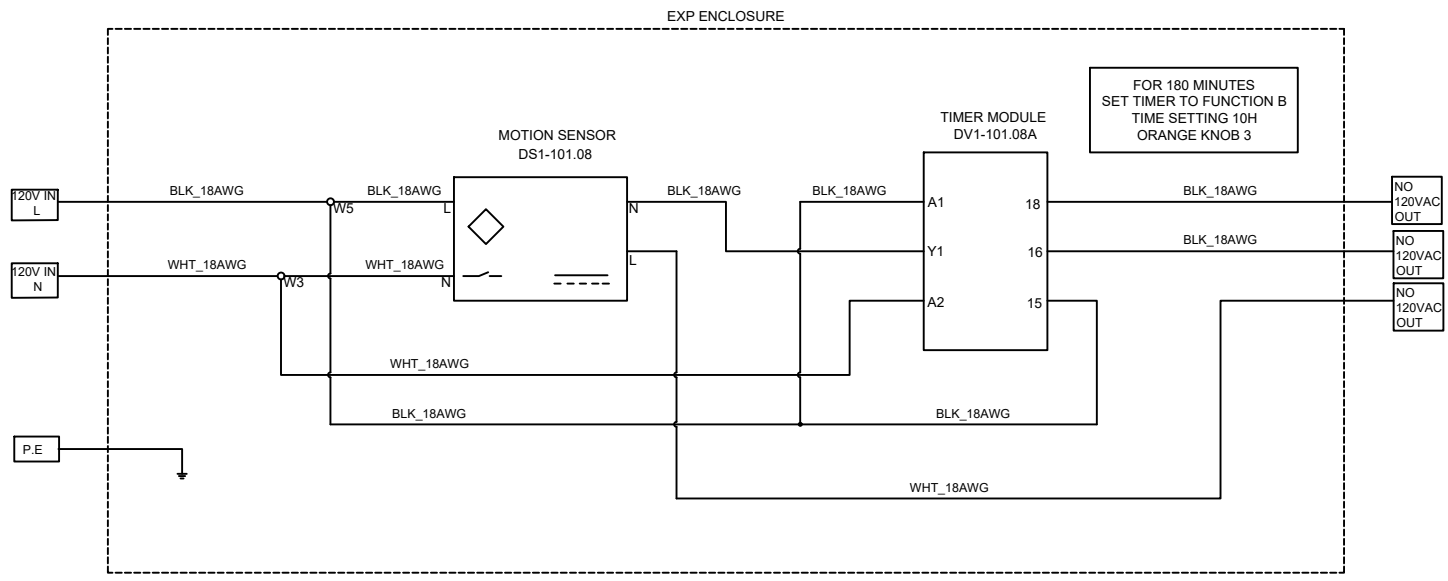 EXP ENCLOSURE
FOR 180 MINUTES
SET TIMER TO FUNCTION B
TIME SETTING 10H
ORANGE KNOB 3
TIMER MODULE
DV1-101.08A
MOTION SENSOR
DS1-101.08
120V IN
L
BLK_18AWG
W5
BLK_18AWG
L
N
BLK_18AWG
BLK_18AWG
A1
18
BLK_18AWG
NO
120VAC
OUT
120V IN
N
WHT_18AWG
W3
WHT_18AWG
N
L
Y1
16
BLK_18AWG
NO
120VAC
OUT
A2
15
NO
120VAC
OUT
WHT_18AWG
BLK_18AWG
BLK_18AWG
P.E
WHT_18AWG